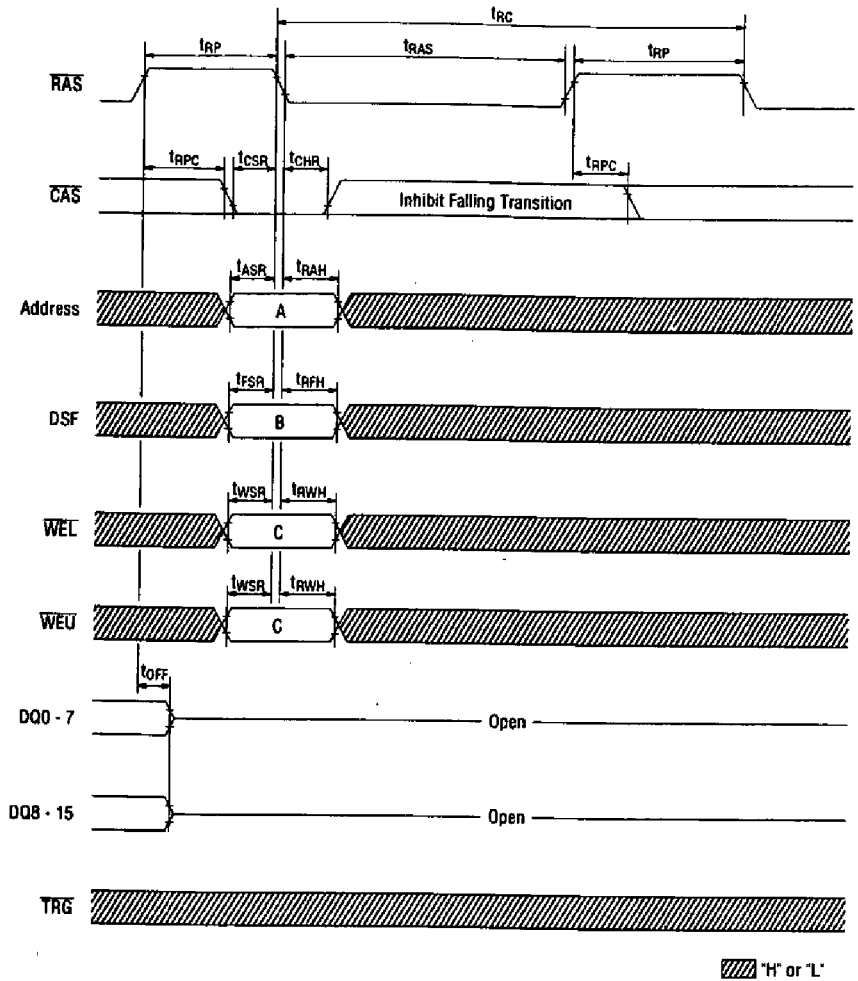 tRC
tRP tRAS tRP
RAS
tRPC tCSR tCHR tRPC
CAS Inhibit Falling Transition
tASR tRAH
Address A
tFSR tRFH
DSF B
tWSR tRWH
WEL C
tWSR tRWH
WEU C
tOFF
DQ0 - 7 Open
DQ8 - 15 Open
TRG
"H" or "L"